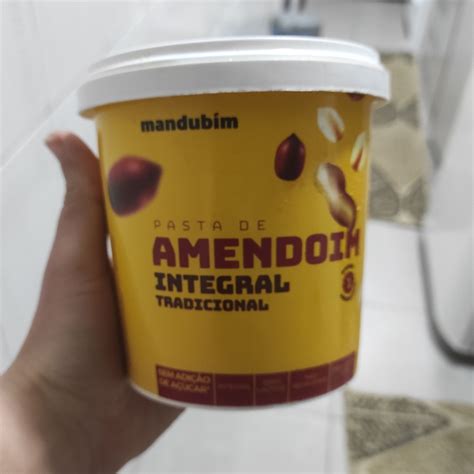 mandubim
PASTA DE
AMENDOIM
INTEGRAL
TRADICIONAL
SEM ADIÇÃO
DE AÇÚCAR*